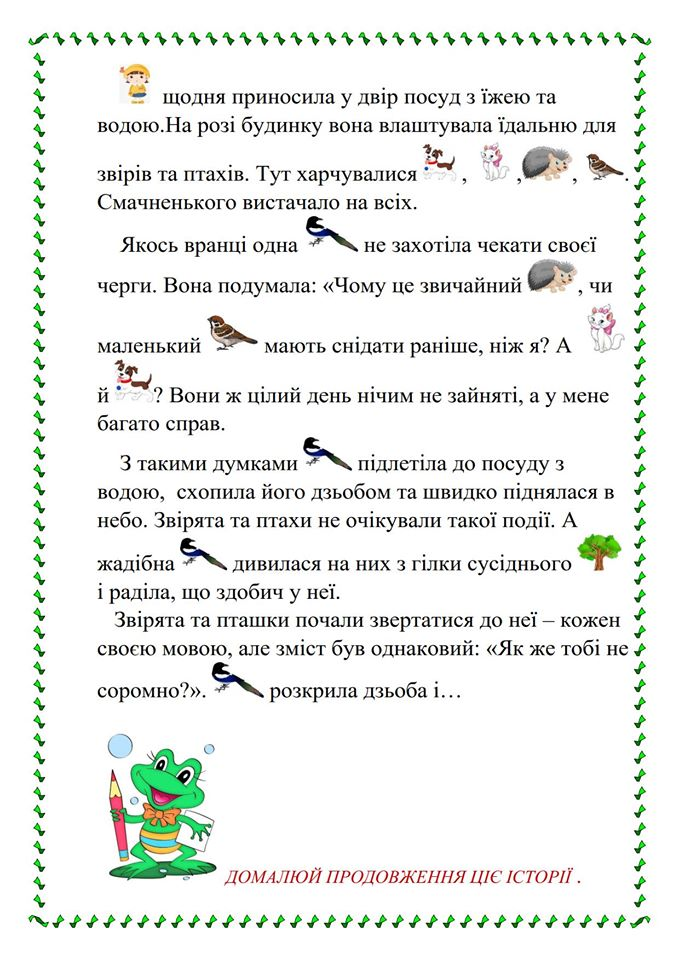 щодня приносила у двір посуд з їжею та
водою.На розі будинку вона влаштувала їдальню для
звірів та птахів. Тут харчувалися , , , .
Смачненького вистачало на всіх.
Якось вранці одна не захотіла чекати своєї
черги. Вона подумала: «Чому це звичайний , чи
маленький мають снідати раніше, ніж я? А
й ? Вони ж цілий день нічим не зайняті, а у мене
багато справ.
З такими думками підлетіла до посуду з
водою, схопила його дзьобом та швидко піднялася в
небо. Звірята та птахи не очікували такої події. А
жадібна дивилася на них з гілки сусіднього
і раділа, що здобич у неї.
Звірята та пташки почали звертатися до неї – кожен
своєю мовою, але зміст був однаковий: «Як же тобі не
соромно?». розкрила дзьоба і…
ДОМАЛЮЙ ПРОДОВЖЕННЯ ЦІЄ ІСТОРІЇ .